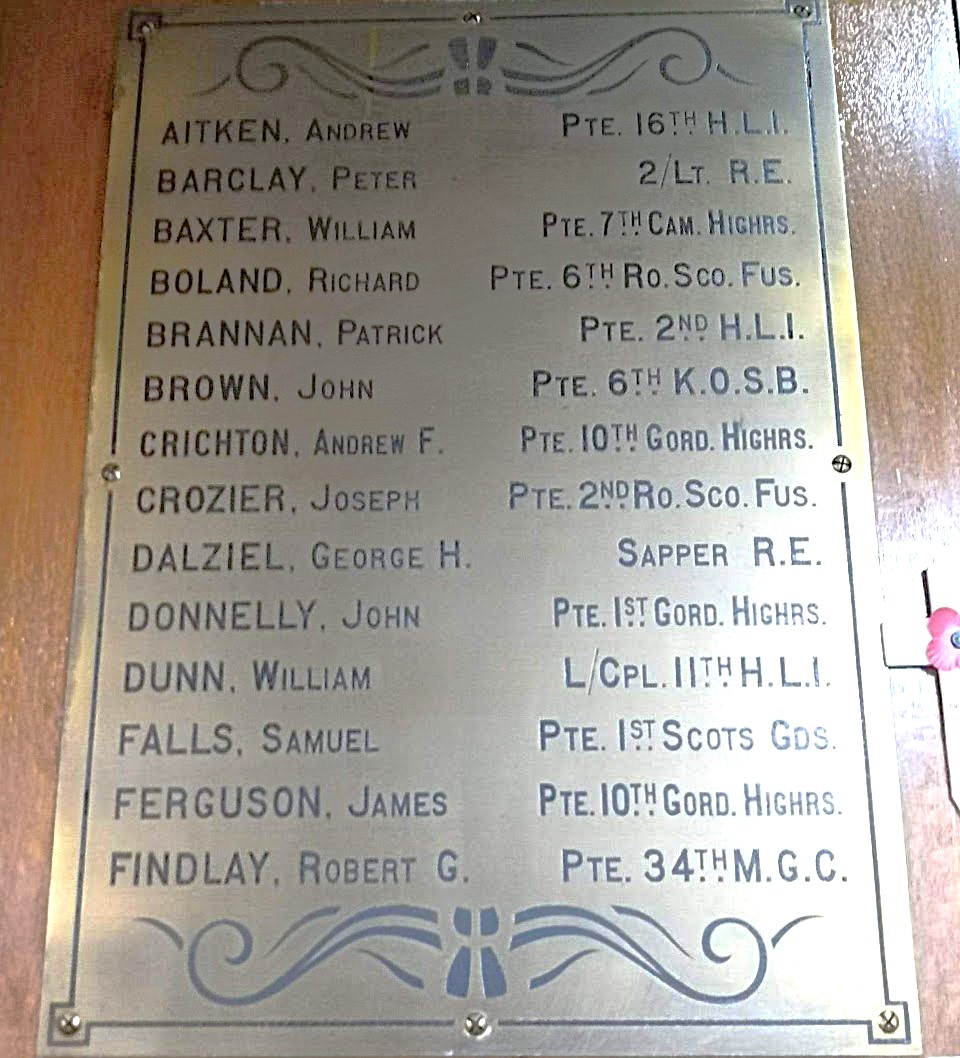 AITKEN, ANDREW PTE. 16TH H.L.I.
BARCLAY, PETER 2/LT. R.E.
BAXTER, WILLIAM PTE. 7TH CAM. HIGHRS.
BOLAND, RICHARD PTE. 6TH RO. SCO. FUS.
BRANNAN, PATRICK PTE. 2ND H.L.I.
BROWN, JOHN PTE. 6TH K.O.S.B.
CRICHTON, ANDREW F. PTE. 10TH GORD. HIGHRS.
CROZIER, JOSEPH PTE. 2ND RO. SCO. FUS.
DALZIEL, GEORGE H. SAPPER R.E.
DONNELLY, JOHN PTE. 1ST GORD. HIGHRS.
DUNN, WILLIAM L/CPL. 11TH H.L.I.
FALLS, SAMUEL PTE. 1ST SCOTS GDS.
FERGUSON, JAMES PTE. 10TH GORD. HIGHRS.
FINDLAY, ROBERT G. PTE. 34TH M.G.C.